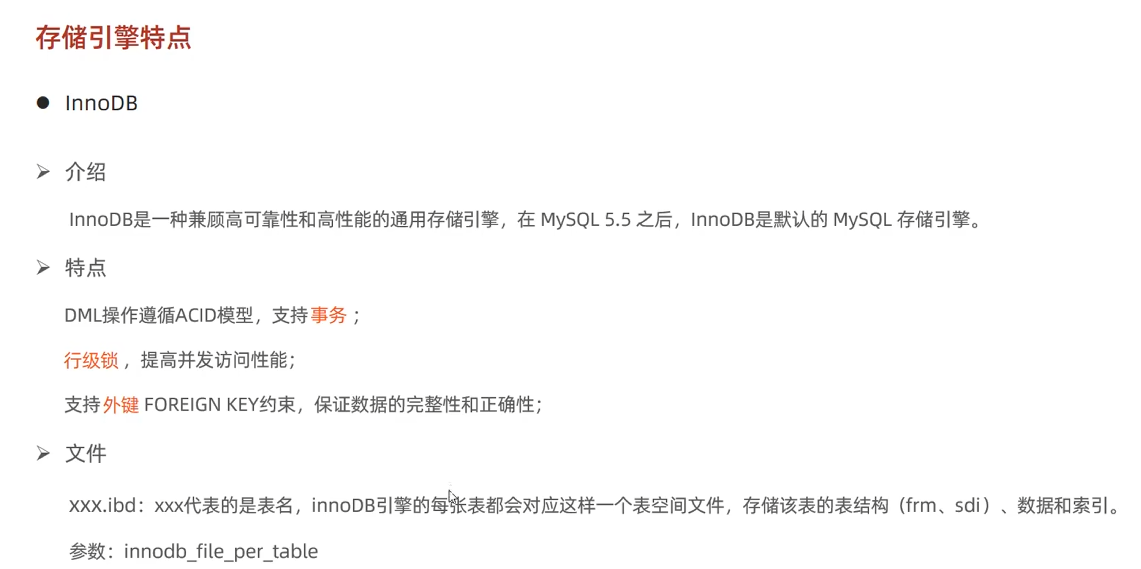 存储引擎特点
InnoDB
介绍
InnoDB是一种兼顾高可靠性和高性能的通用存储引擎，在 MySQL 5.5 之后，InnoDB是默认的 MySQL 存储引擎。
特点
DML操作遵循ACID模型，支持事务；
行级锁，提高并发访问性能；
支持外键 FOREIGN KEY约束，保证数据的完整性和正确性；
文件
xxx.ibd：xxx代表的是表名，innoDB引擎的每张表都会对应这样一个表空间文件，存储该表的表结构（frm、sdi）、数据和索引。
参数：innodb_file_per_table